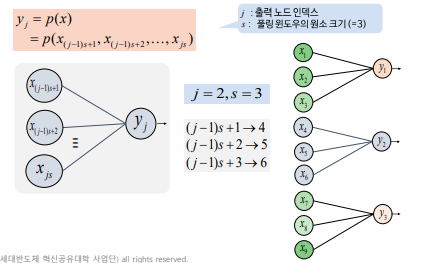 y_j = p(x)
= p(x_{(j-1)s+1}, x_{(j-1)s+2}, ..., x_{js})
j : 출력 노드 인덱스
s : 풀링 윈도우의 원소 크기 (=3)
x_{(j-1)s+1}
x_{(j-1)s+2}
⋮
x_{js}
y_j
j = 2, s = 3
(j-1)s+1→4
(j-1)s+2→5
(j-1)s+3→6
x_1
x_2
x_3
y_1
x_4
x_5
x_6
y_2
x_7
x_8
x_9
y_3
세대반도체 혁신공유대학 사업단) all rights reserved.